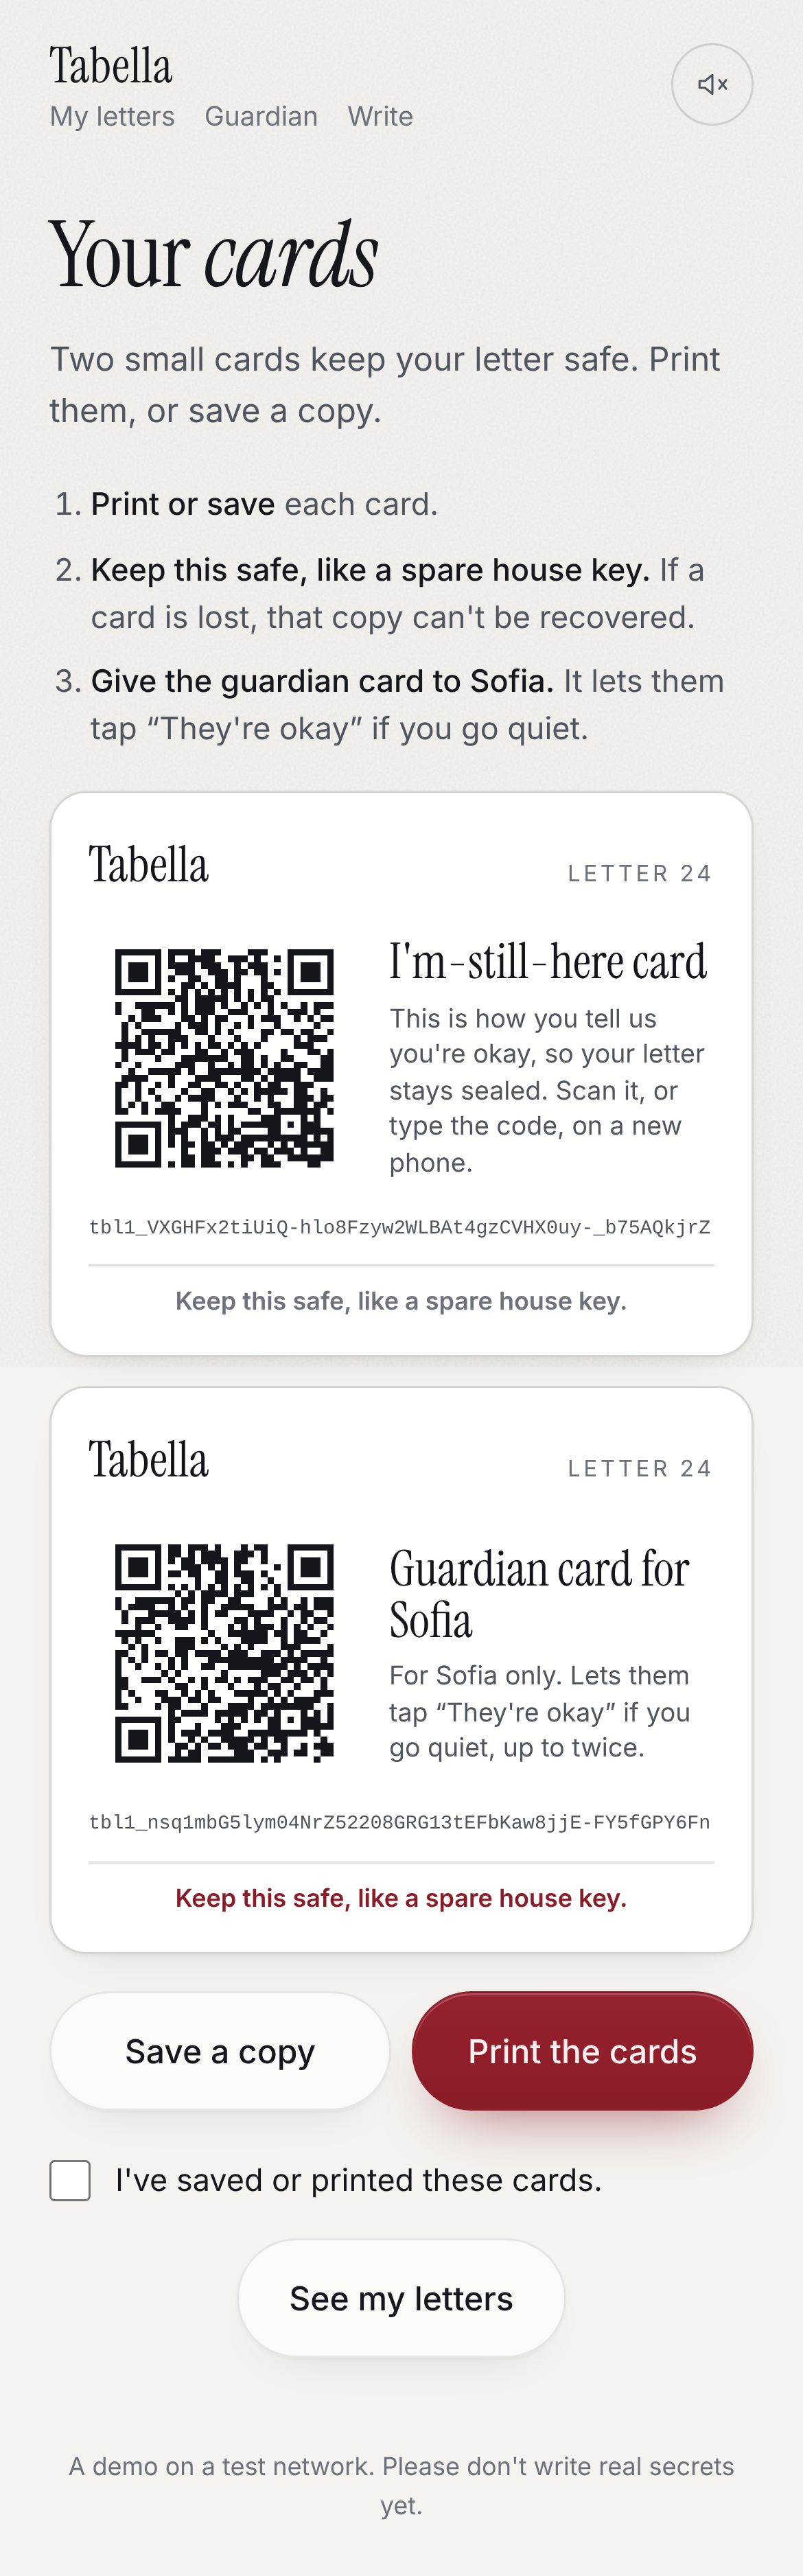 Tabella
My letters Guardian Write
Your cards
Two small cards keep your letter safe. Print
them, or save a copy.
1. Print or save each card.
2. Keep this safe, like a spare house key. If a
card is lost, that copy can't be recovered.
3. Give the guardian card to Sofia. It lets them
tap “They're okay” if you go quiet.
Tabella
LETTER 24
I'm-still-here card
This is how you tell us
you're okay, so your letter
stays sealed. Scan it, or
type the code, on a new
phone.
tbl1_VXGHFx2tiUiQ-hlo8Fzyw2WLBAt4gzCVHX0uy-_b75AQkjrZ
Keep this safe, like a spare house key.
Tabella
LETTER 24
Guardian card for
Sofia
For Sofia only. Lets them
tap “They're okay” if you
go quiet, up to twice.
tbl1_nsq1mbG5lym04NrZ52208GRG13tEFbKaw8jjE-FY5fGPY6Fn
Keep this safe, like a spare house key.
Save a copy
Print the cards
I've saved or printed these cards.
See my letters
A demo on a test network. Please don't write real secrets
yet.